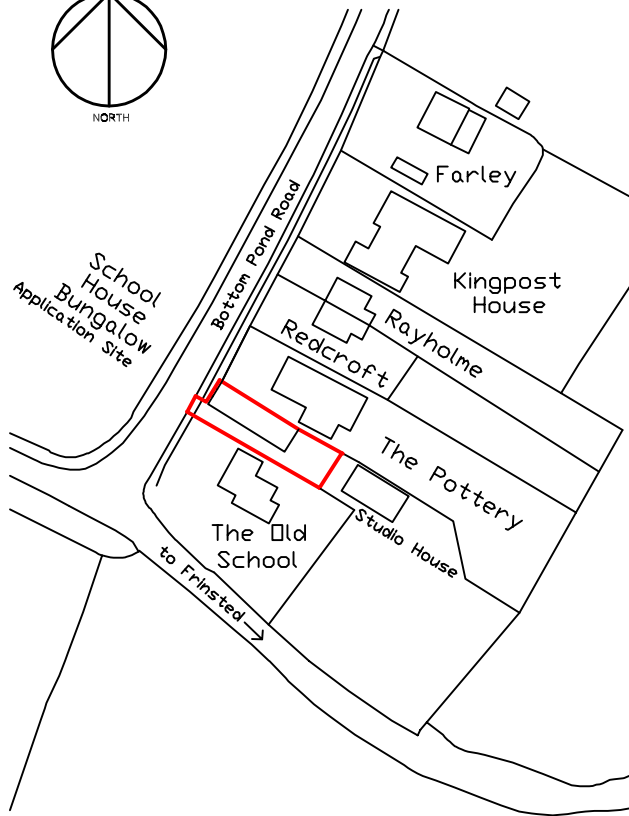 NORTH
Farley
Bottom Pond Road
Kingpost
House
School
House
Bungalow
Application Site
Rayholme
Redcroft
The Pottery
Studio House
The Old
School
to Frinsted